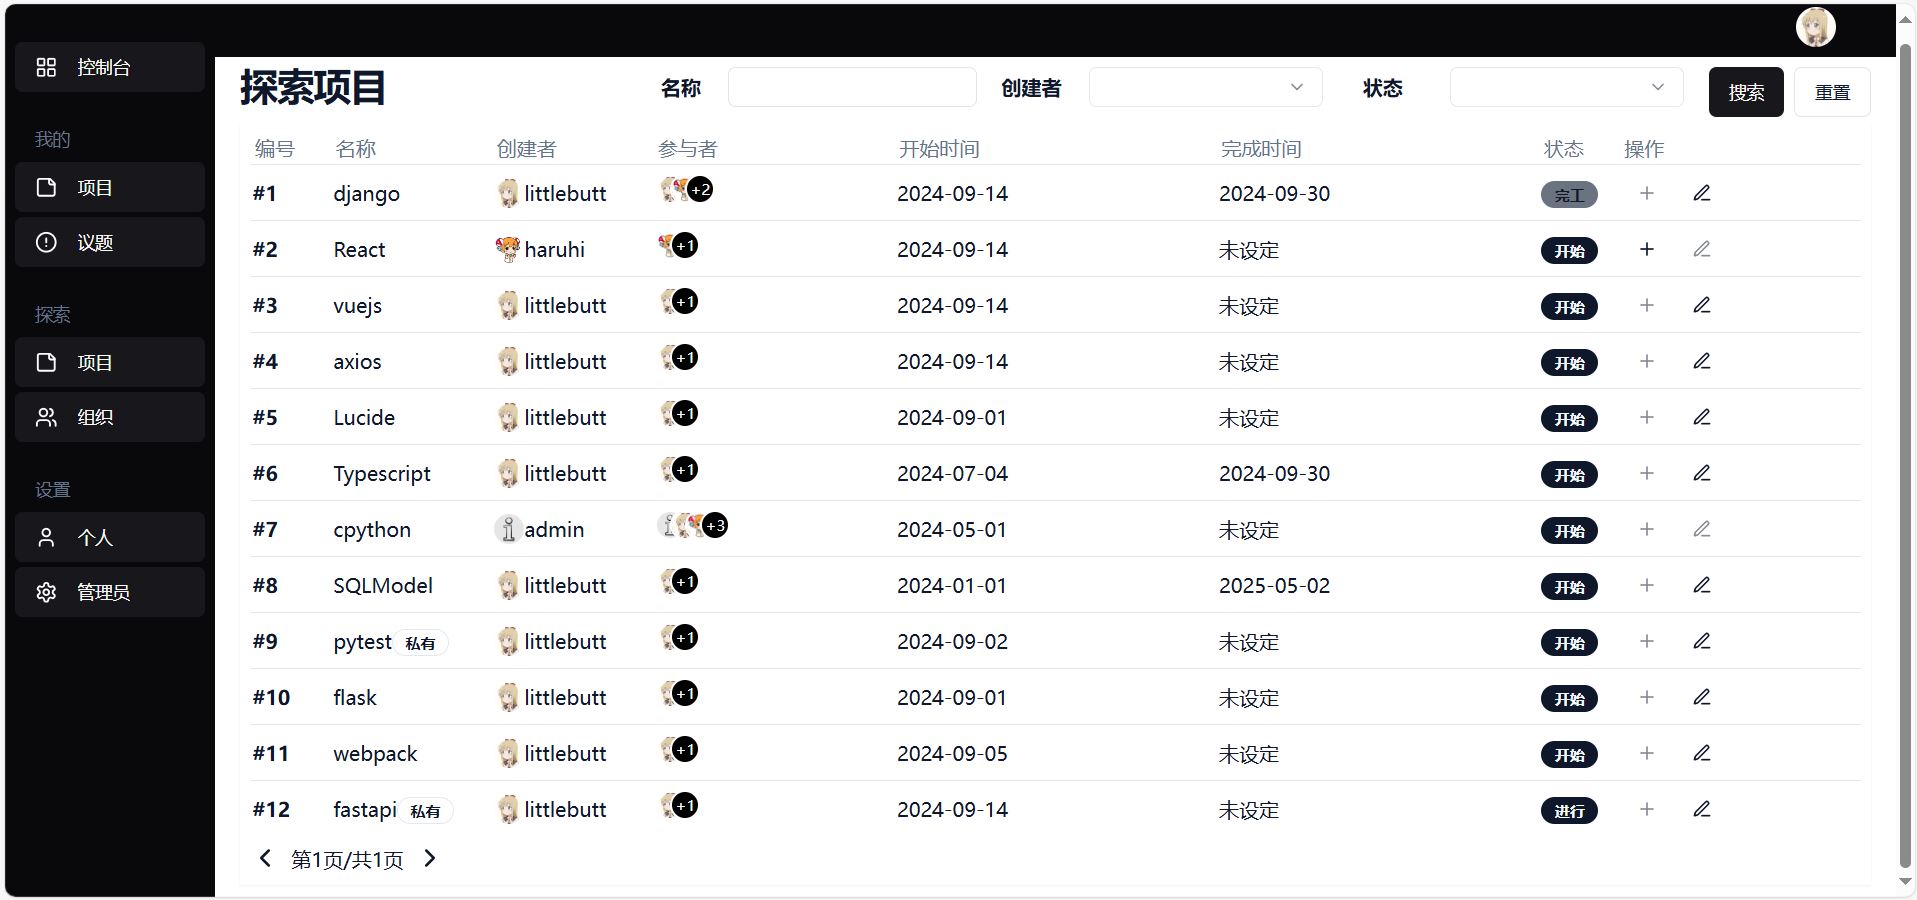 控制台
我的
项目
议题
探索
项目
组织
设置
个人
管理员
探索项目 名称 创建者 状态 搜索 重置
编号 名称 创建者 参与者 开始时间 完成时间 状态 操作
#1 django littlebutt +2 2024-09-14 2024-09-30 完工
#2 React haruhi +1 2024-09-14 未设定 开始
#3 vuejs littlebutt +1 2024-09-14 未设定 开始
#4 axios littlebutt +1 2024-09-14 未设定 开始
#5 Lucide littlebutt +1 2024-09-01 未设定 开始
#6 Typescript littlebutt +1 2024-07-04 2024-09-30 开始
#7 cpython admin +3 2024-05-01 未设定 开始
#8 SQLModel littlebutt +1 2024-01-01 2025-05-02 开始
#9 pytest 私有 littlebutt +1 2024-09-02 未设定 开始
#10 flask littlebutt +1 2024-09-01 未设定 开始
#11 webpack littlebutt +1 2024-09-05 未设定 开始
#12 fastapi 私有 littlebutt +1 2024-09-14 未设定 进行
第1页/共1页